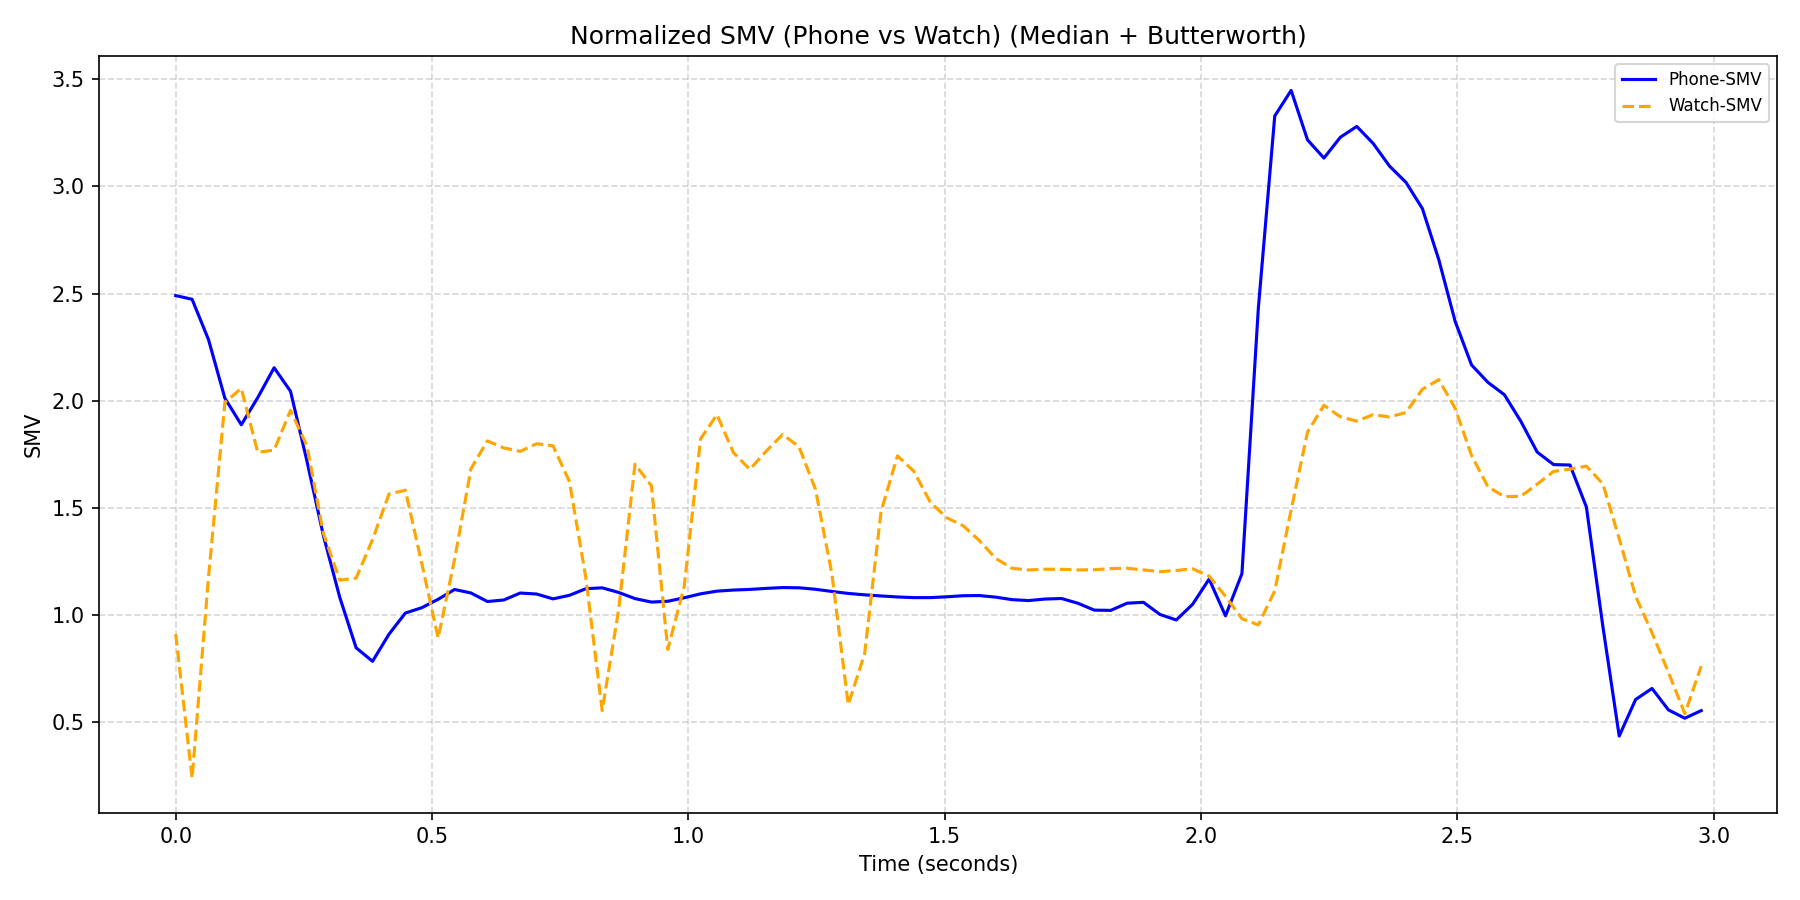 Normalized SMV (Phone vs Watch) (Median + Butterworth)
Phone-SMV
Watch-SMV
SMV
3.5
3.0
2.5
2.0
1.5
1.0
0.5
0.0 0.5 1.0 1.5 2.0 2.5 3.0
Time (seconds)